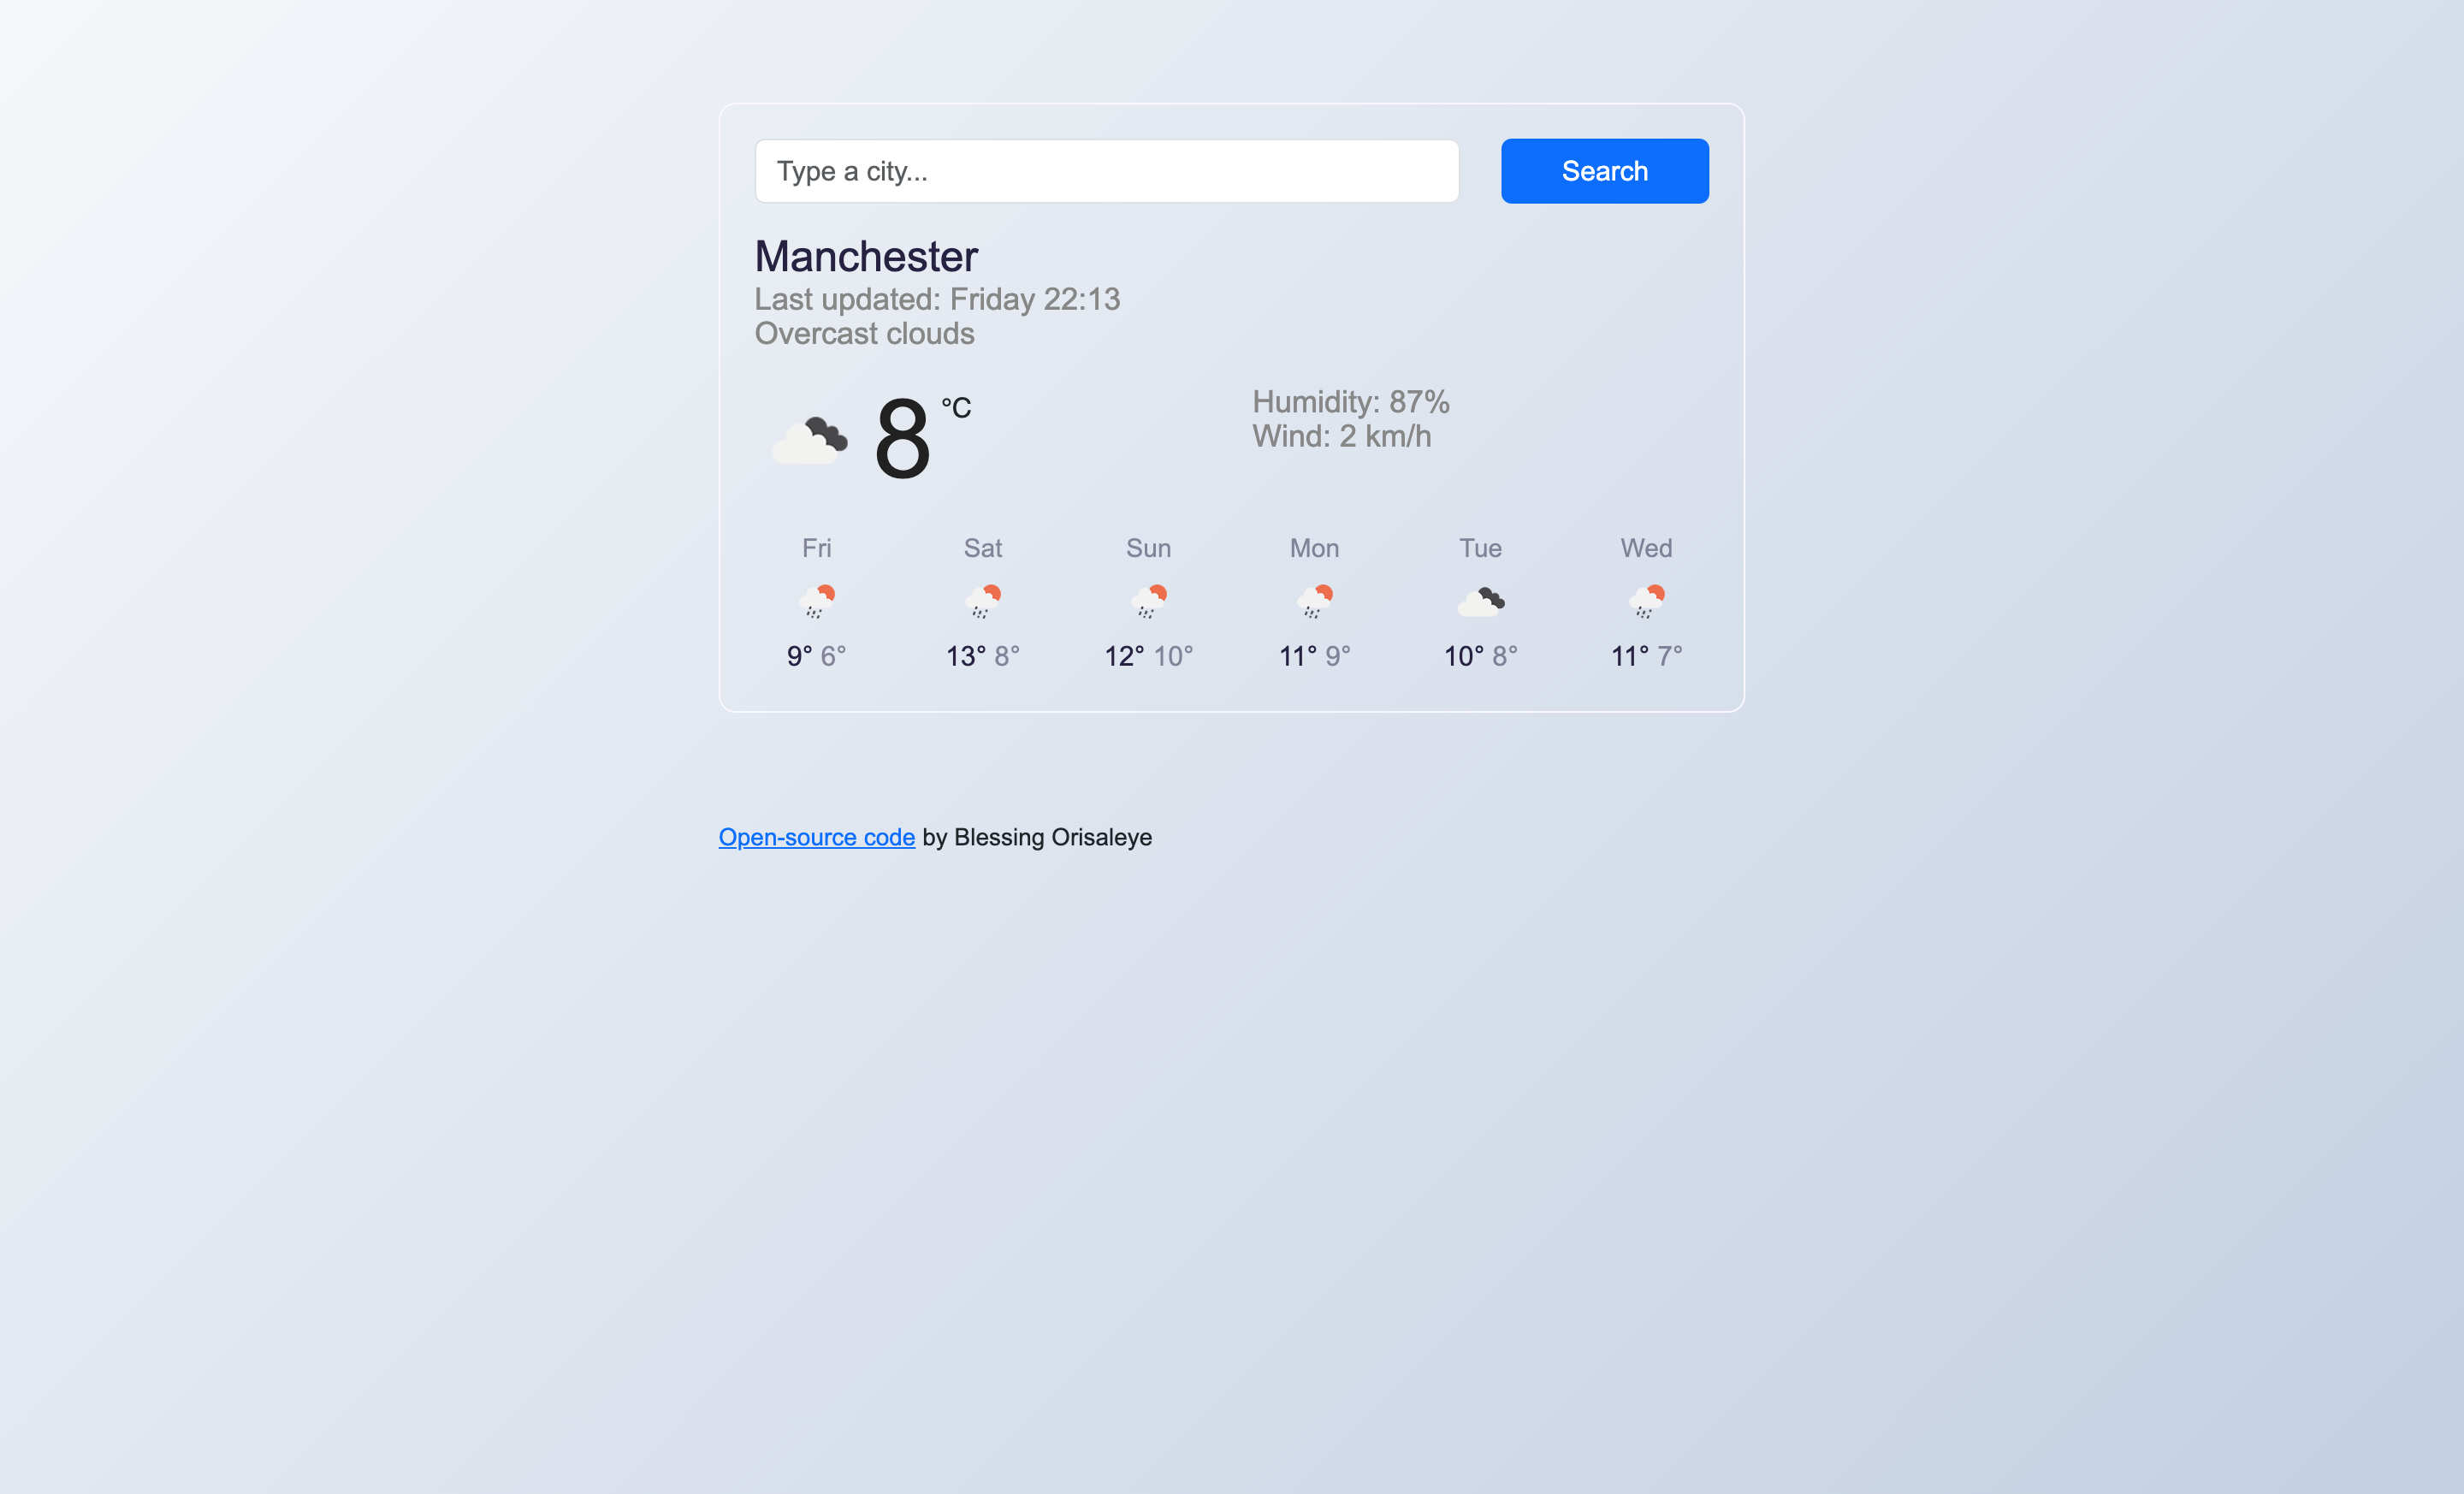 Type a city...
Search
Manchester
Last updated: Friday 22:13
Overcast clouds
8 °C
Humidity: 87%
Wind: 2 km/h
Fri Sat Sun Mon Tue Wed
9° 6° 13° 8° 12° 10° 11° 9° 10° 8° 11° 7°
Open-source code by Blessing Orisaleye